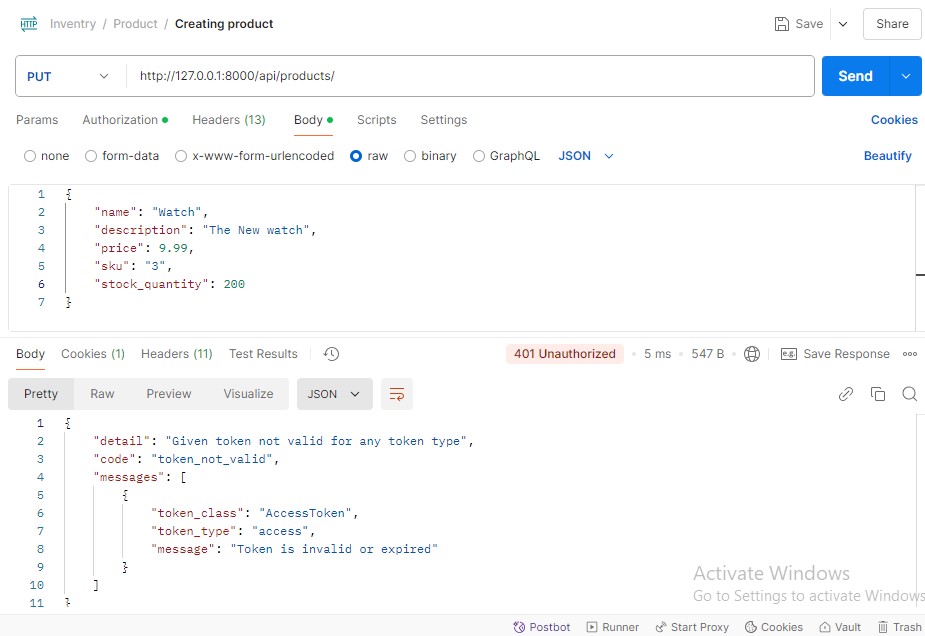 HTTP Inventry / Product / Creating product Save Share
PUT http://127.0.0.1:8000/api/products/ Send
Params Authorization Headers (13) Body Scripts Settings Cookies
none form-data x-www-form-urlencoded raw binary GraphQL JSON Beautify
1 {
2 "name": "Watch",
3 "description": "The New watch",
4 "price": 9.99,
5 "sku": "3",
6 "stock_quantity": 200
7 }
Body Cookies (1) Headers (11) Test Results 401 Unauthorized 5 ms 547 B e.g. Save Response
Pretty Raw Preview Visualize JSON
1 {
2 "detail": "Given token not valid for any token type",
3 "code": "token_not_valid",
4 "messages": [
5 {
6 "token_class": "AccessToken",
7 "token_type": "access",
8 "message": "Token is invalid or expired"
9 }
10 ]
11 }
Activate Windows
Go to Settings to activate Windows
Postbot Runner Start Proxy Cookies Vault Trash